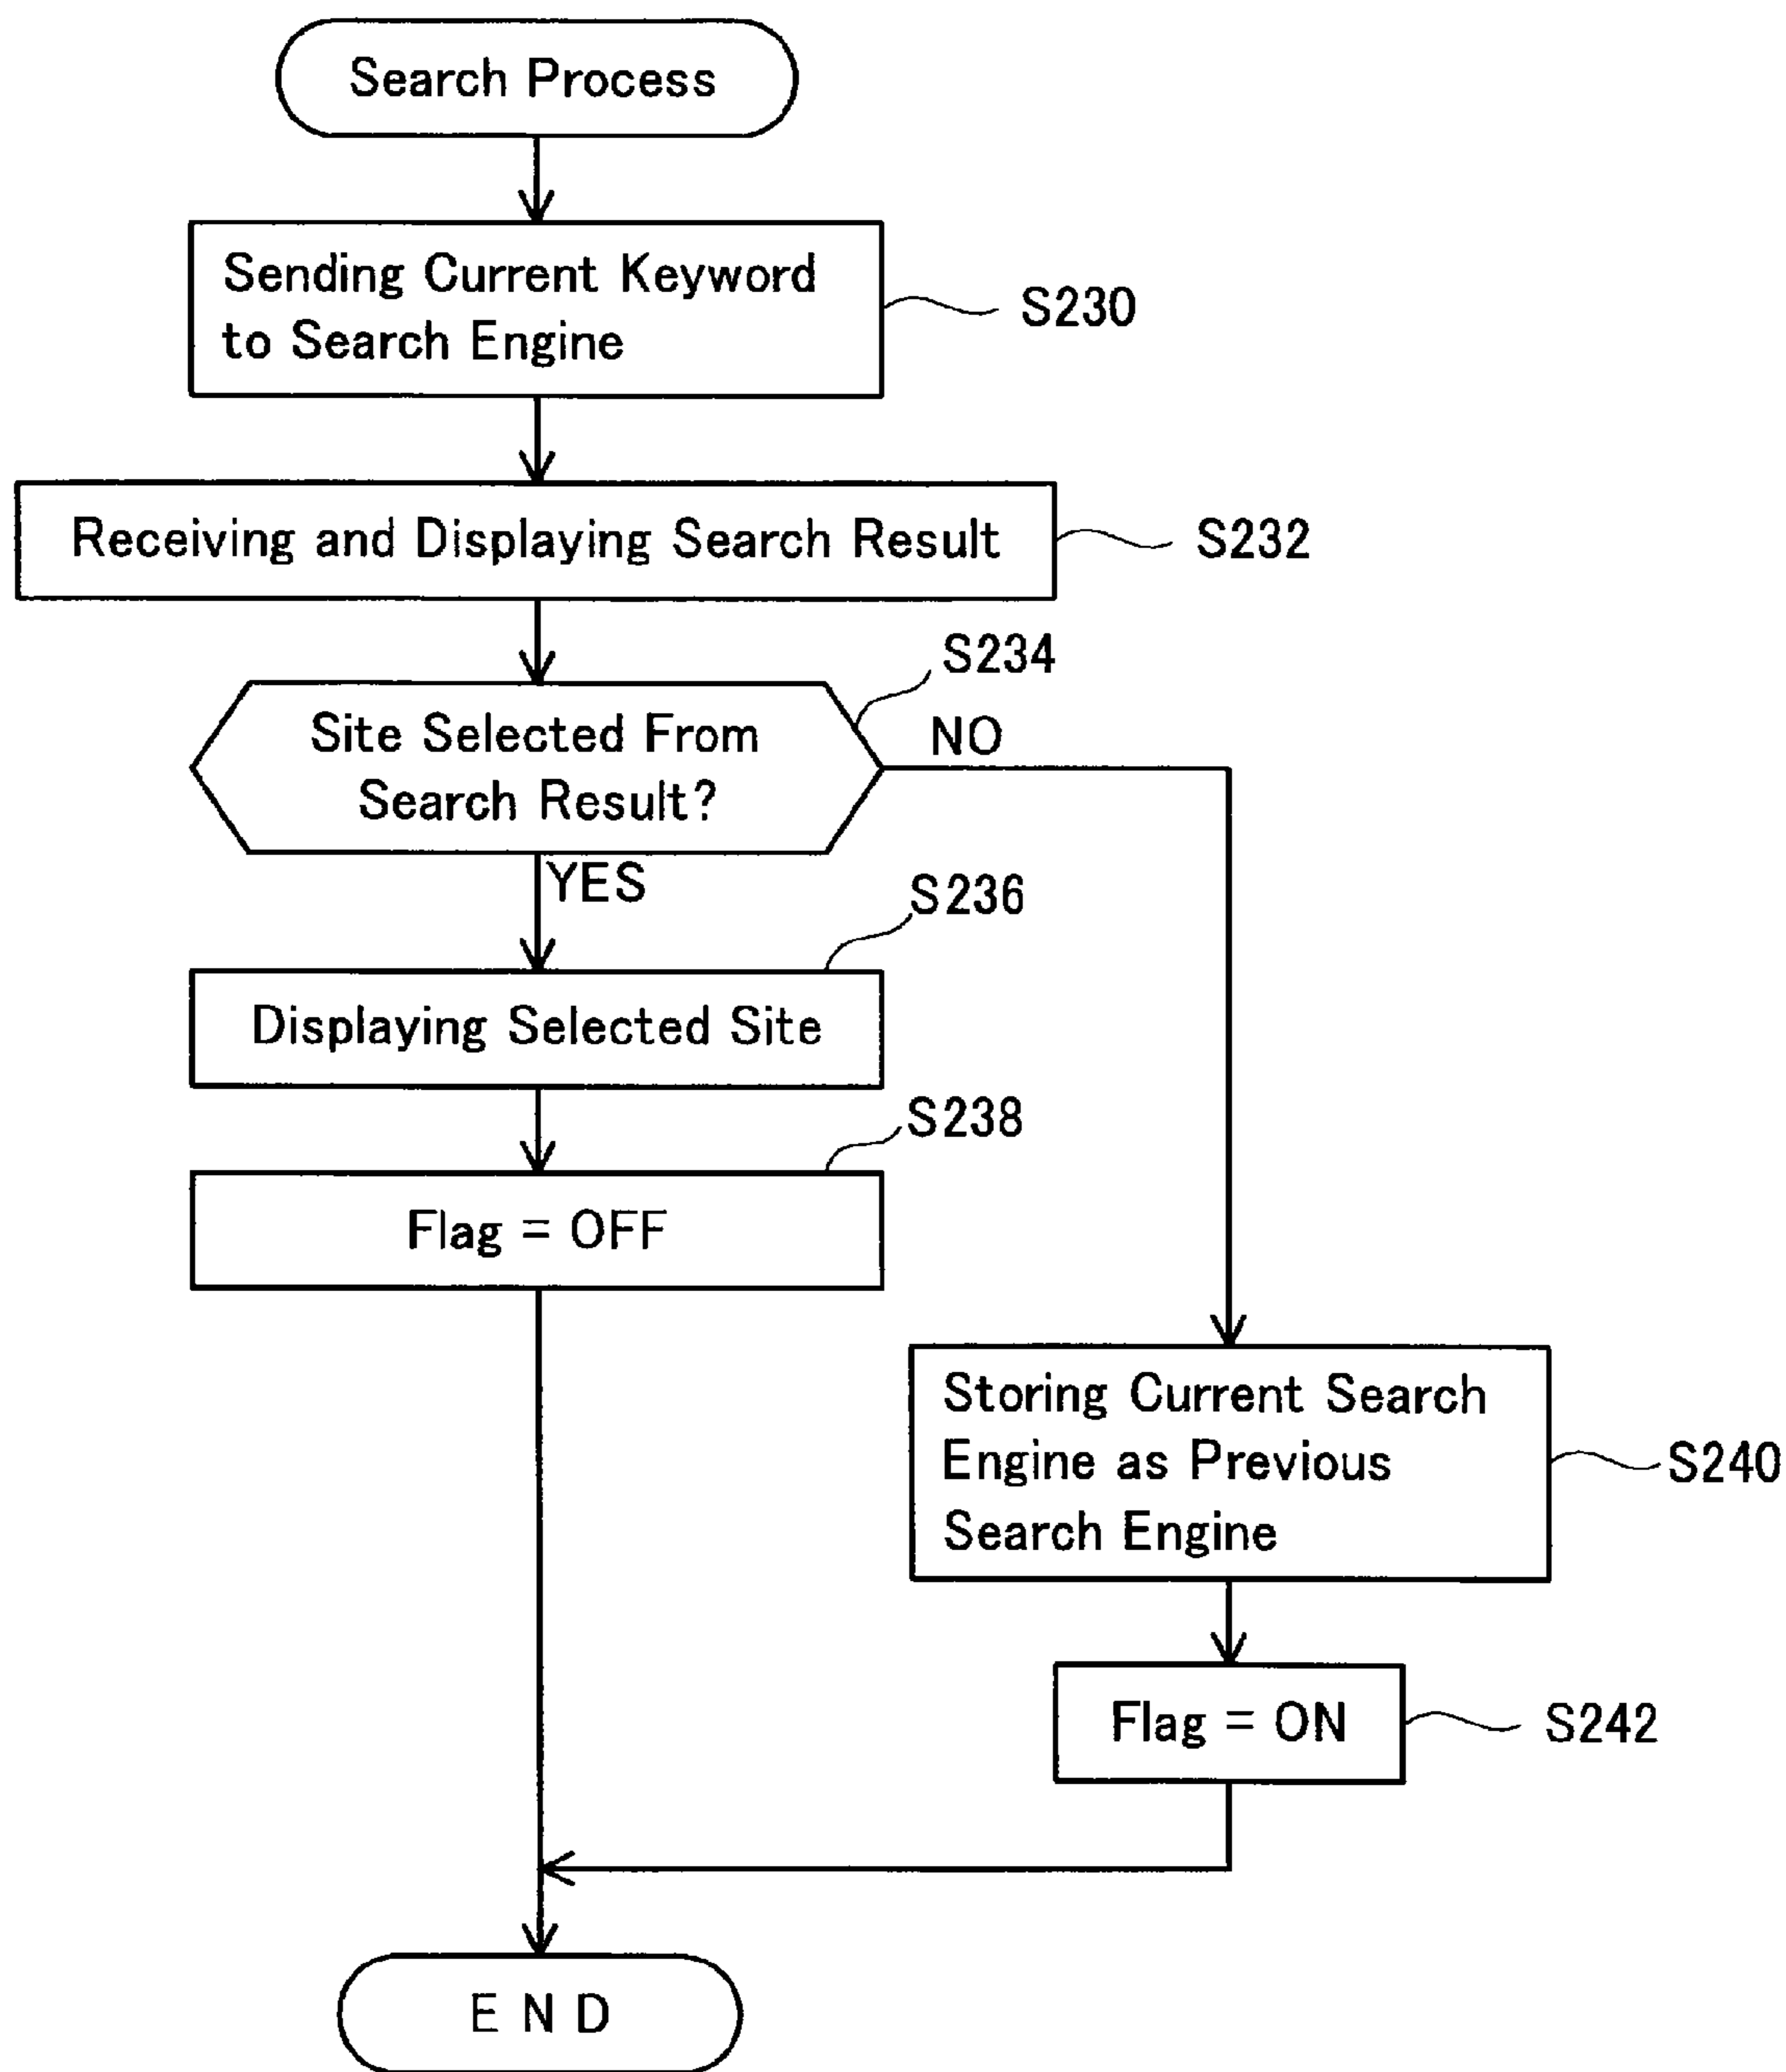 Search Process
Sending Current Keyword
to Search Engine
S230
Receiving and Displaying Search Result
S232
S234
Site Selected From
Search Result?
NO
YES
S236
Displaying Selected Site
S238
Flag = OFF
Storing Current Search
Engine as Previous
Search Engine
S240
Flag = ON
S242
END